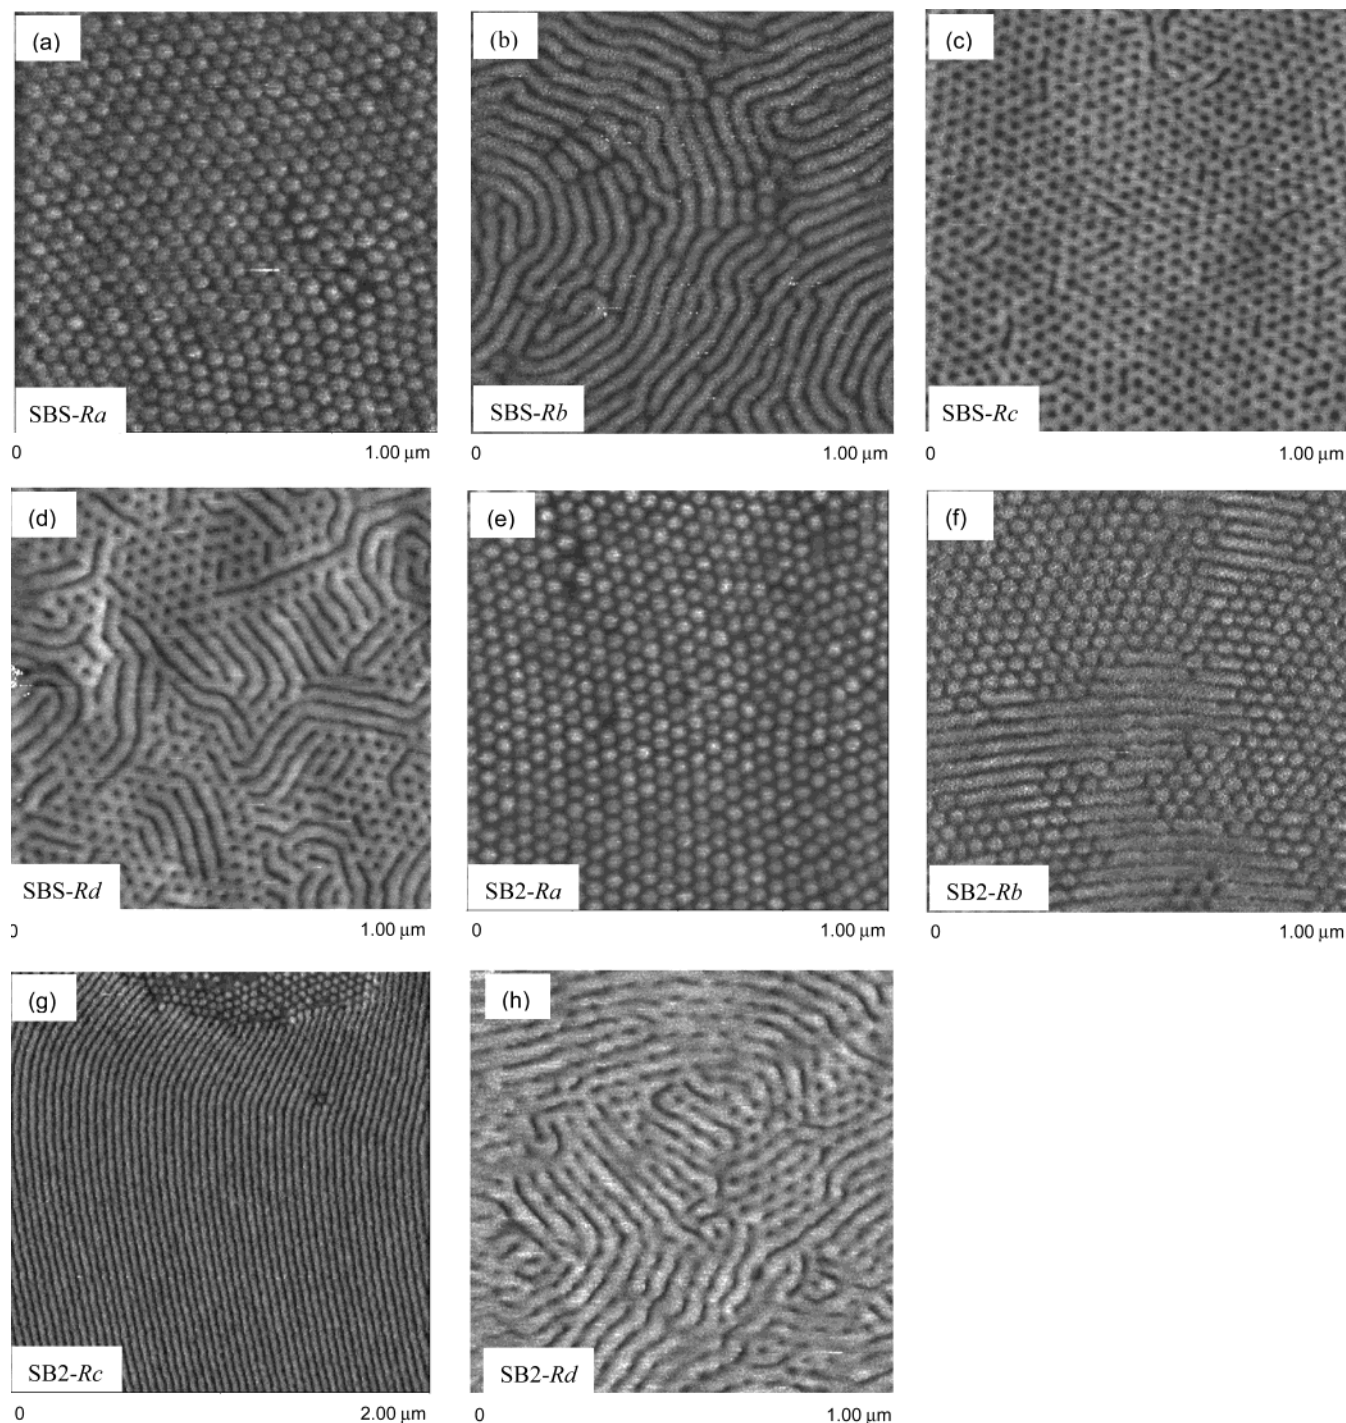 (a)
(b)
(c)
SBS-Ra
SBS-Rb
SBS-Rc
0 1.00 μm
0 1.00 μm
0 1.00 μm
(d)
(e)
(f)
SBS-Rd
SB2-Ra
SB2-Rb
0 1.00 μm
0 1.00 μm
0 1.00 μm
(g)
(h)
SB2-Rc
SB2-Rd
0 2.00 μm
0 1.00 μm